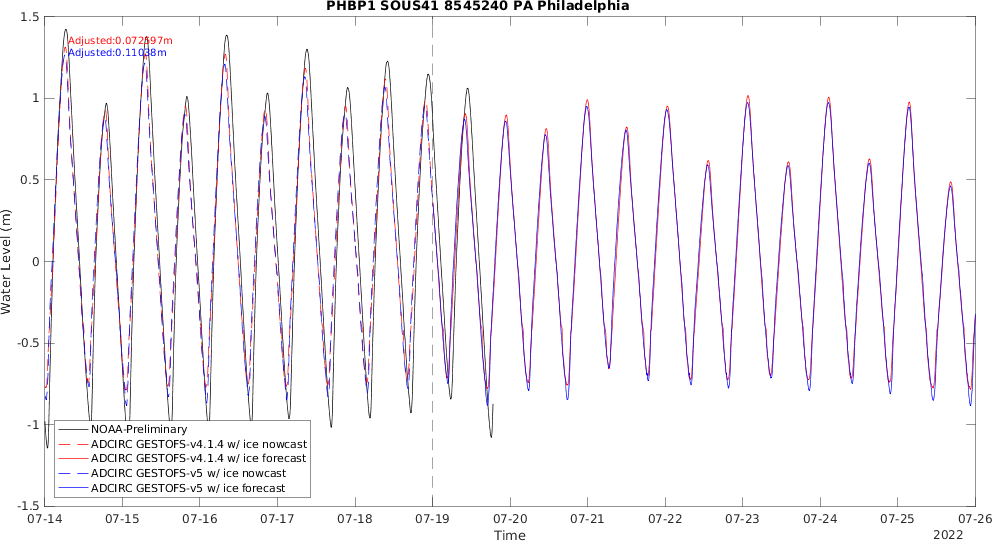 PHBP1 SOUS41 8545240 PA Philadelphia
1.5
Adjusted:0.072597m
Adjusted:0.11038m
1
0.5
0
-0.5
-1
-1.5
Water Level (m)
NOAA-Preliminary
ADCIRC GESTOFS-v4.1.4 w/ ice nowcast
ADCIRC GESTOFS-v4.1.4 w/ ice forecast
ADCIRC GESTOFS-v5 w/ ice nowcast
ADCIRC GESTOFS-v5 w/ ice forecast
07-14 07-15 07-16 07-17 07-18 07-19 07-20 07-21 07-22 07-23 07-24 07-25 07-26
Time
2022